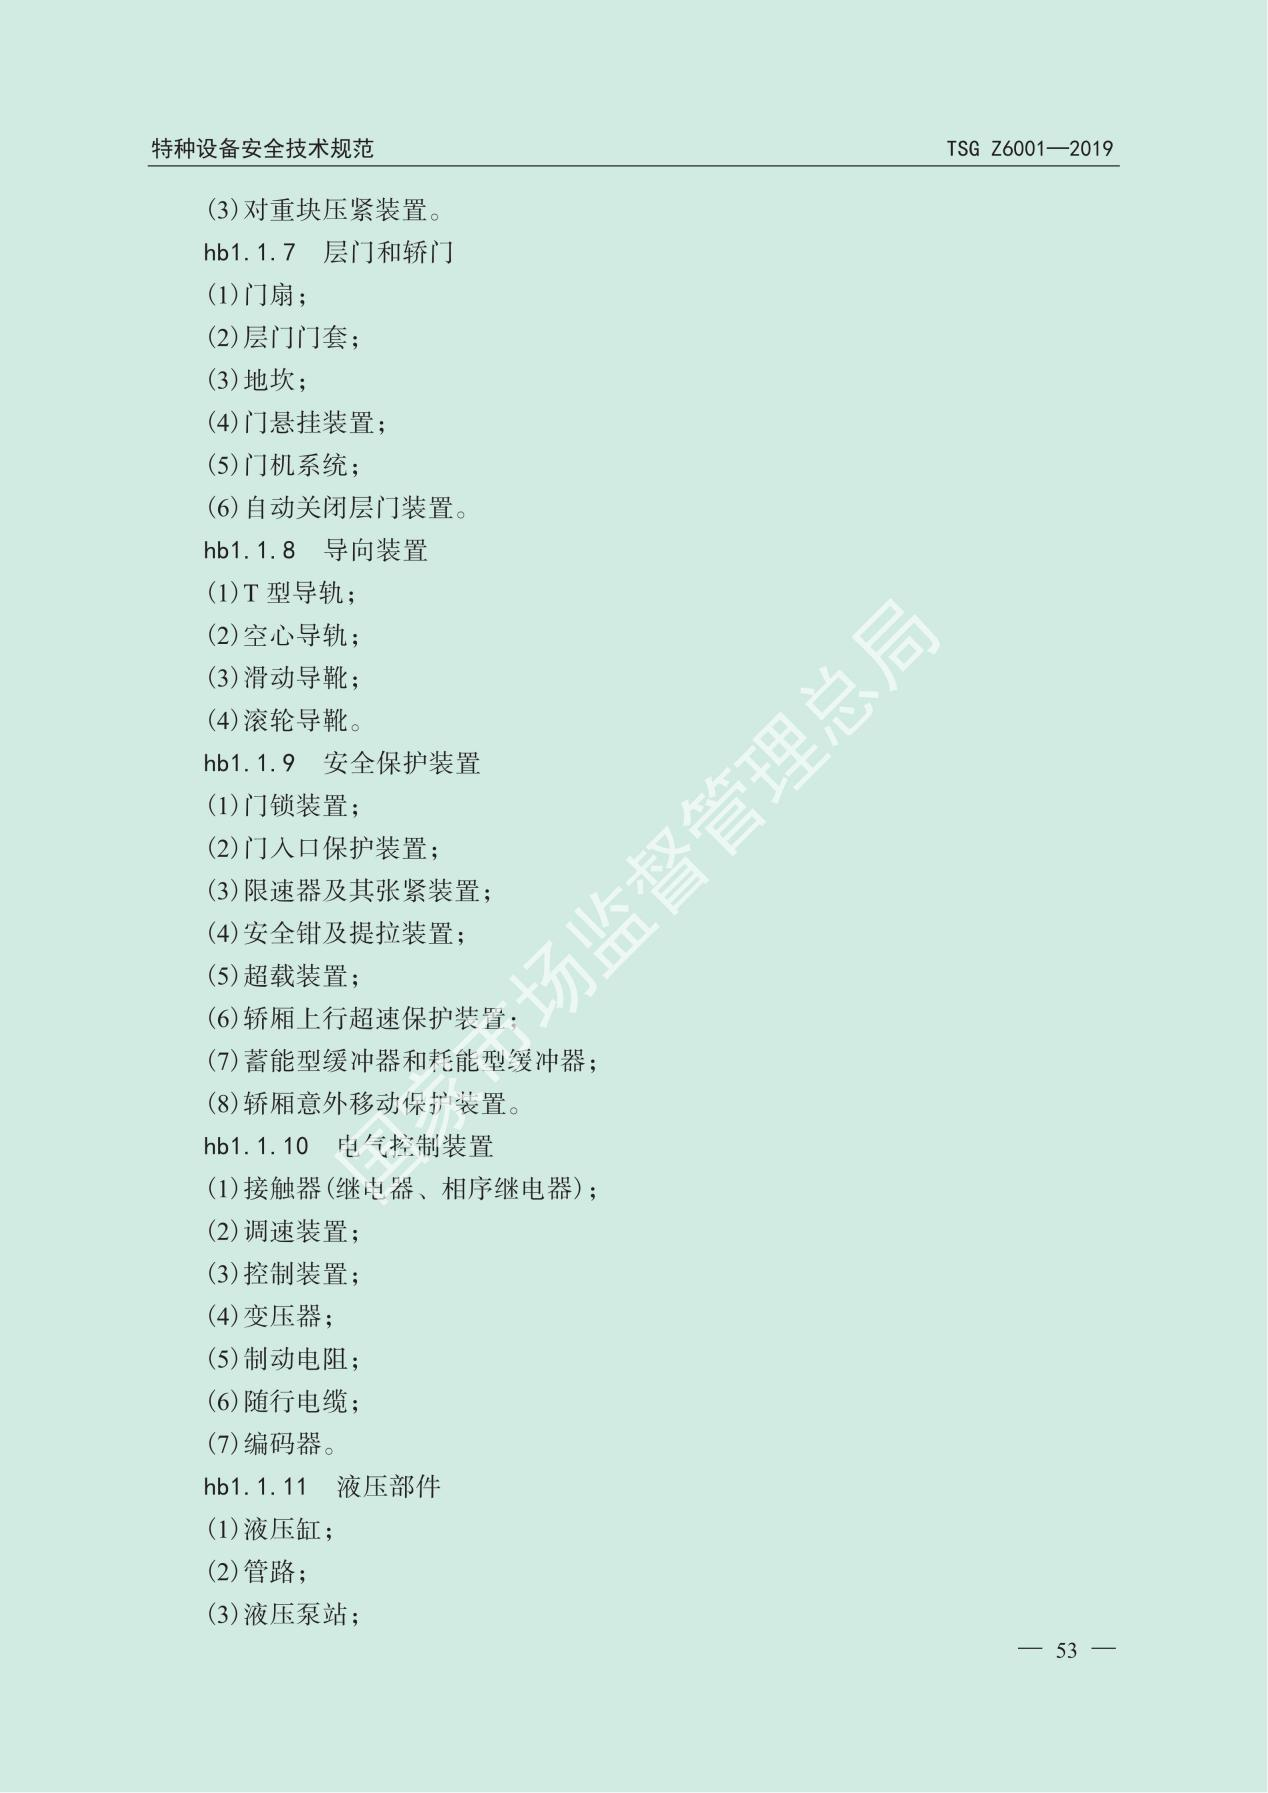 特种设备安全技术规范 TSG Z6001—2019
(3)对重块压紧装置。
hb1.1.7 层门和轿门
(1)门扇；
(2)层门门套；
(3)地坎；
(4)门悬挂装置；
(5)门机系统；
(6)自动关闭层门装置。
hb1.1.8 导向装置
(1)T 型导轨；
(2)空心导轨；
(3)滑动导靴；
(4)滚轮导靴。
hb1.1.9 安全保护装置
(1)门锁装置；
(2)门入口保护装置；
(3)限速器及其张紧装置；
(4)安全钳及提拉装置；
(5)超载装置；
(6)轿厢上行超速保护装置；
(7)蓄能型缓冲器和耗能型缓冲器；
(8)轿厢意外移动保护装置。
hb1.1.10 电气控制装置
(1)接触器(继电器、相序继电器)；
(2)调速装置；
(3)控制装置；
(4)变压器；
(5)制动电阻；
(6)随行电缆；
(7)编码器。
hb1.1.11 液压部件
(1)液压缸；
(2)管路；
(3)液压泵站；
— 53 —
国家市场监督管理总局